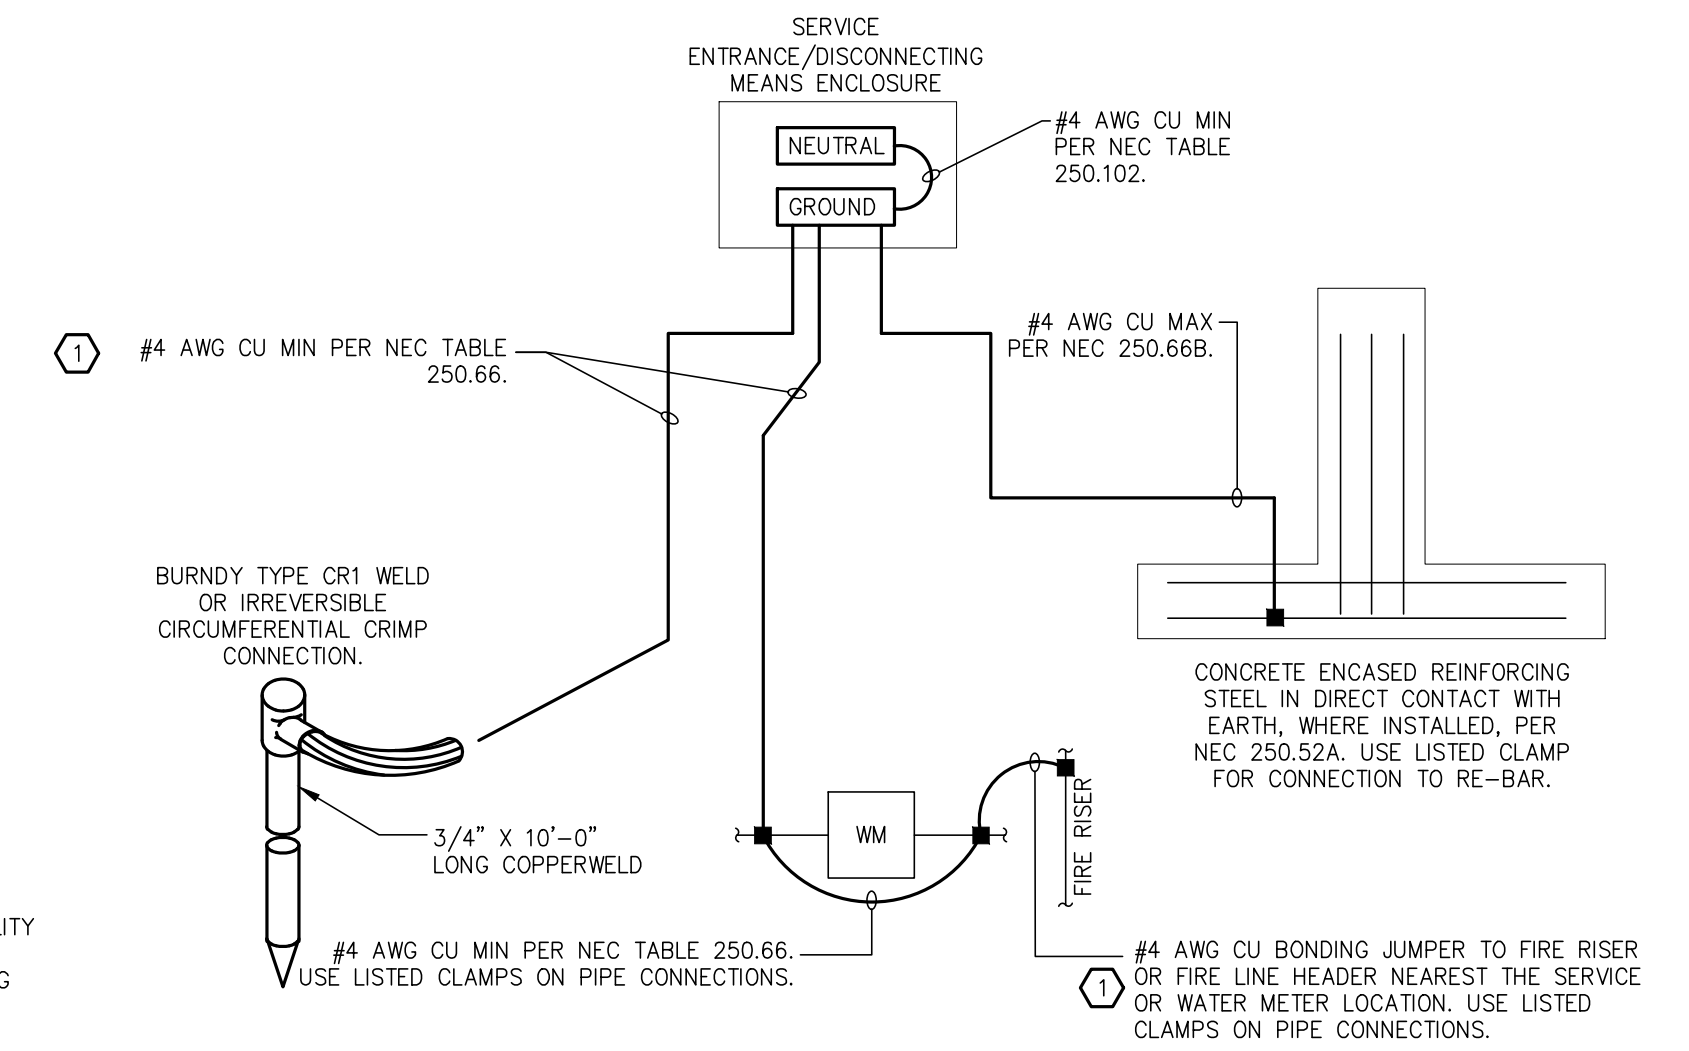 SERVICE
ENTRANCE/DISCONNECTING
MEANS ENCLOSURE
NEUTRAL
GROUND
#4 AWG CU MIN
PER NEC TABLE
250.102.
1
#4 AWG CU MIN PER NEC TABLE
250.66.
#4 AWG CU MAX
PER NEC 250.66B.
BURNDY TYPE CR1 WELD
OR IRREVERSIBLE
CIRCUMFERENTIAL CRIMP
CONNECTION.
3/4" X 10'-0"
LONG COPPERWELD
CONCRETE ENCASED REINFORCING
STEEL IN DIRECT CONTACT WITH
EARTH, WHERE INSTALLED, PER
NEC 250.52A. USE LISTED CLAMP
FOR CONNECTION TO RE-BAR.
WM
FIRE RISER
LITY
G
#4 AWG CU MIN PER NEC TABLE 250.66.
USE LISTED CLAMPS ON PIPE CONNECTIONS.
1
#4 AWG CU BONDING JUMPER TO FIRE RISER
OR FIRE LINE HEADER NEAREST THE SERVICE
OR WATER METER LOCATION. USE LISTED
CLAMPS ON PIPE CONNECTIONS.